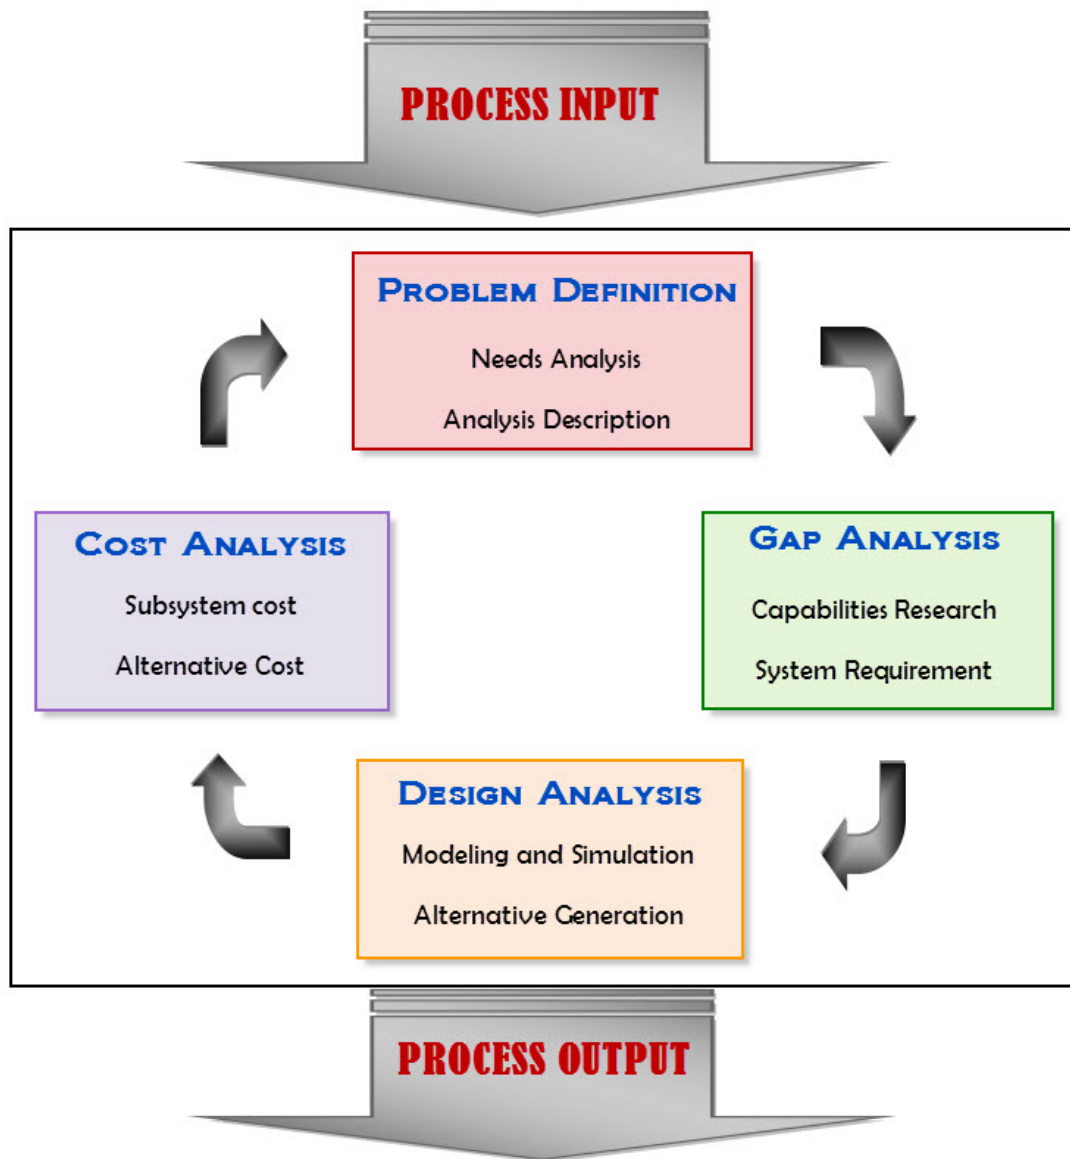 PROCESS INPUT
PROBLEM DEFINITION
Needs Analysis
Analysis Description
COST ANALYSIS
Subsystem cost
Alternative Cost
GAP ANALYSIS
Capabilities Research
System Requirement
DESIGN ANALYSIS
Modeling and Simulation
Alternative Generation
PROCESS OUTPUT